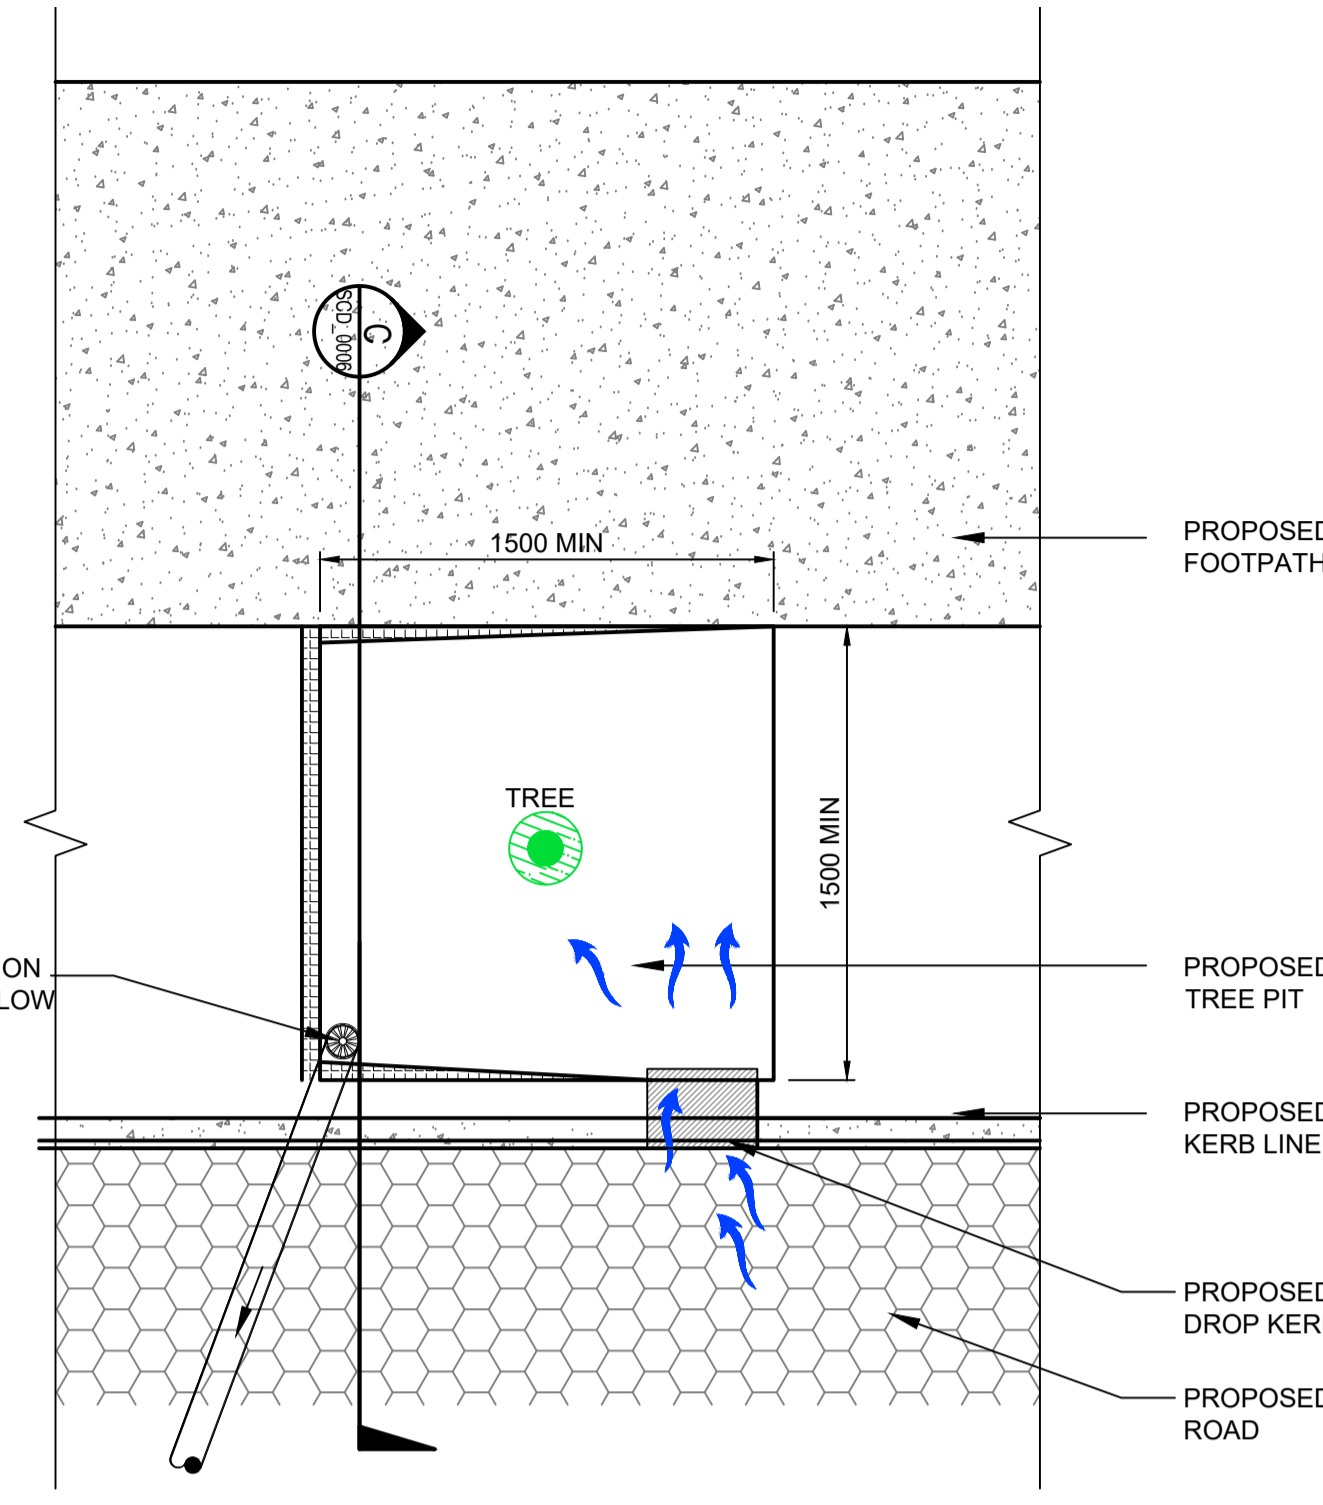 SCD_0006
C
1500 MIN
PROPOSED
FOOTPATH
TREE
1500 MIN
ON
LOW
PROPOSED
TREE PIT
PROPOSED
KERB LINE
PROPOSED
DROP KER
PROPOSED
ROAD